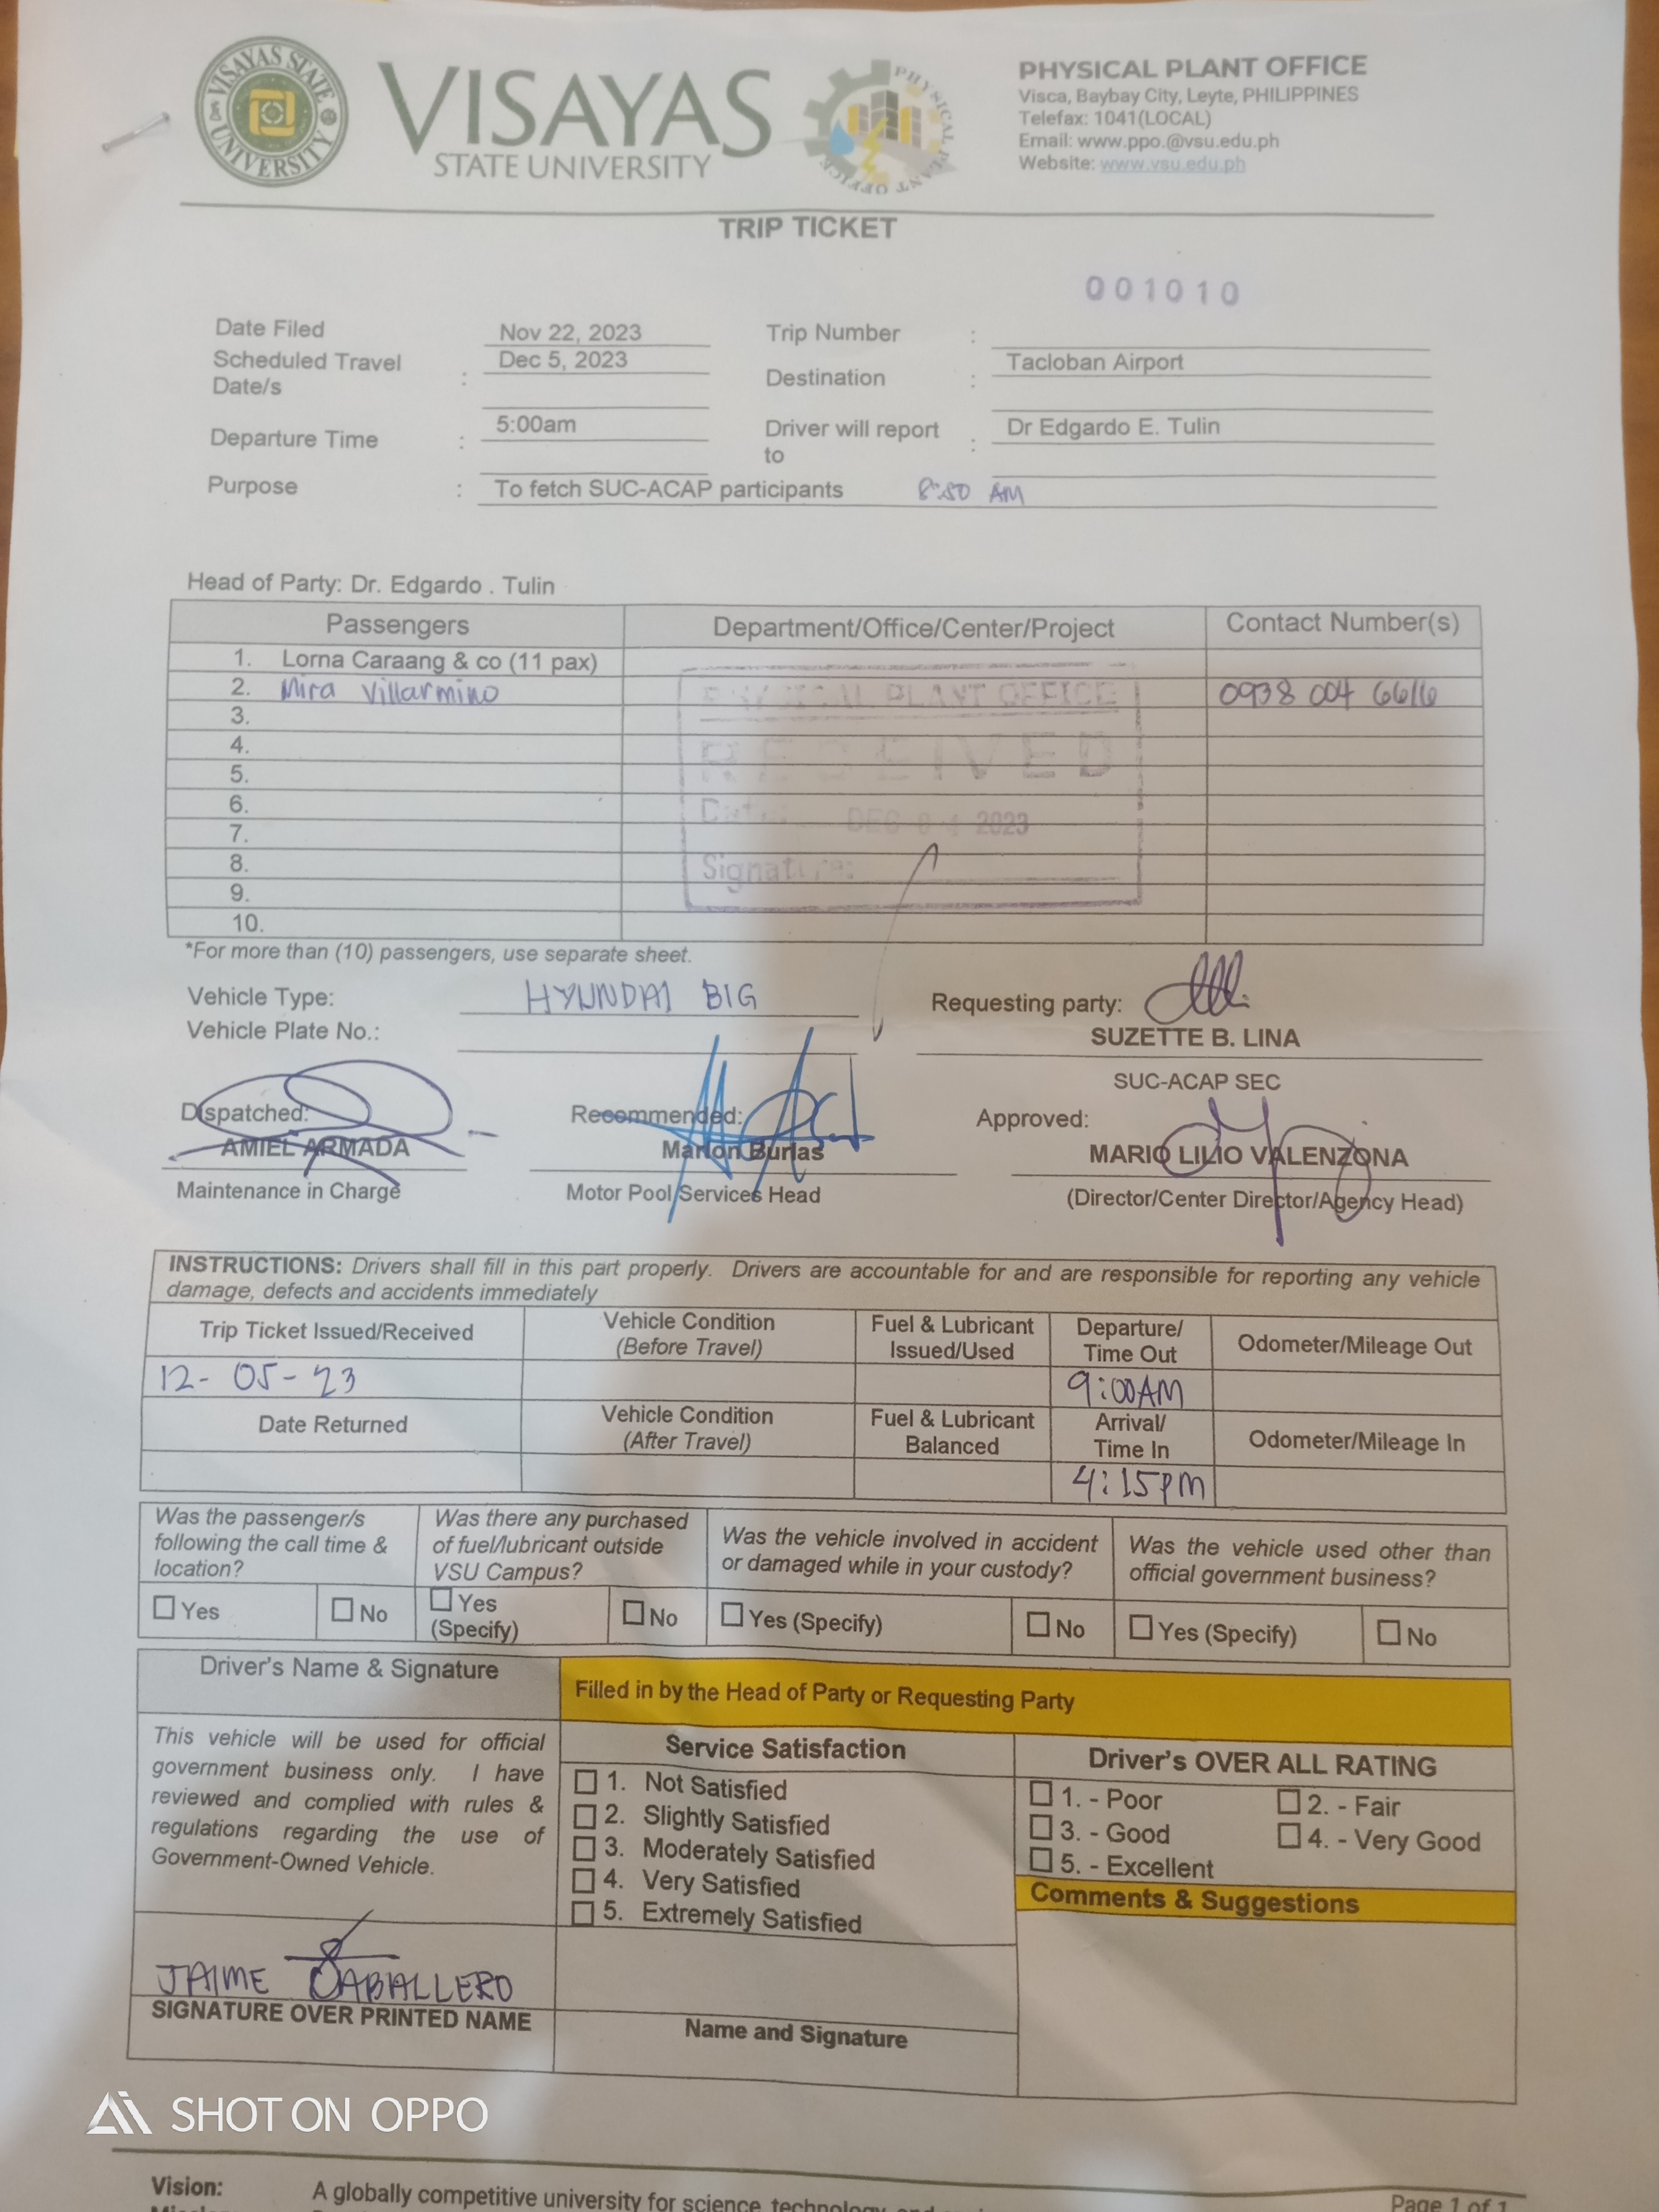 VISAYAS STATE UNIVERSITY
VISAYAS
STATE UNIVERSITY
PHYSICAL PLANT OFFICE
PHYSICAL PLANT OFFICE
Visca, Baybay City, Leyte, PHILIPPINES
Telefax: 1041(LOCAL)
Email: www.ppo.@vsu.edu.ph
Website: www.vsu.edu.ph
TRIP TICKET
001010
Date Filed Nov 22, 2023 Trip Number :
Scheduled Travel Date/s : Dec 5, 2023 Destination : Tacloban Airport
Departure Time : 5:00am Driver will report to : Dr Edgardo E. Tulin
Purpose : To fetch SUC-ACAP participants 8:50 AM
Head of Party: Dr. Edgardo . Tulin
Passengers Department/Office/Center/Project Contact Number(s)
1. Lorna Caraang & co (11 pax)
2. Mira Villarmino 0938 004 6616
3.
4.
5.
6.
7.
8.
9.
10.
PHYSICAL PLANT OFFICE
RECEIVED
Date: DEC 04 2023
Signature:
*For more than (10) passengers, use separate sheet.
Vehicle Type: HYUNDAI BIG Requesting party:
Vehicle Plate No.: SUZETTE B. LINA
SUC-ACAP SEC
Dispatched: Recommended: Approved:
AMIEL ARMADA Marlon Burlas MARIO LILIO VALENZONA
Maintenance in Charge Motor Pool Services Head (Director/Center Director/Agency Head)
INSTRUCTIONS: Drivers shall fill in this part properly. Drivers are accountable for and are responsible for reporting any vehicle
damage, defects and accidents immediately
Trip Ticket Issued/Received Vehicle Condition (Before Travel) Fuel & Lubricant Issued/Used Departure/ Time Out Odometer/Mileage Out
12-05-23 9:00AM
Date Returned Vehicle Condition (After Travel) Fuel & Lubricant Balanced Arrival/ Time In Odometer/Mileage In
4:15PM
Was the passenger/s following the call time & location? Was there any purchased of fuel/lubricant outside VSU Campus? Was the vehicle involved in accident or damaged while in your custody? Was the vehicle used other than official government business?
Yes No Yes (Specify) No Yes (Specify) No Yes (Specify) No
Driver's Name & Signature
Filled in by the Head of Party or Requesting Party
This vehicle will be used for official
government business only. I have
reviewed and complied with rules &
regulations regarding the use of
Government-Owned Vehicle.
Service Satisfaction
1. Not Satisfied
2. Slightly Satisfied
3. Moderately Satisfied
4. Very Satisfied
5. Extremely Satisfied
Driver's OVER ALL RATING
1. - Poor 2. - Fair
3. - Good 4. - Very Good
5. - Excellent
Comments & Suggestions
JAIME CABALLERO
SIGNATURE OVER PRINTED NAME
Name and Signature
SHOT ON OPPO
Vision: A globally competitive university for science, technology, and
Page 1 of 1